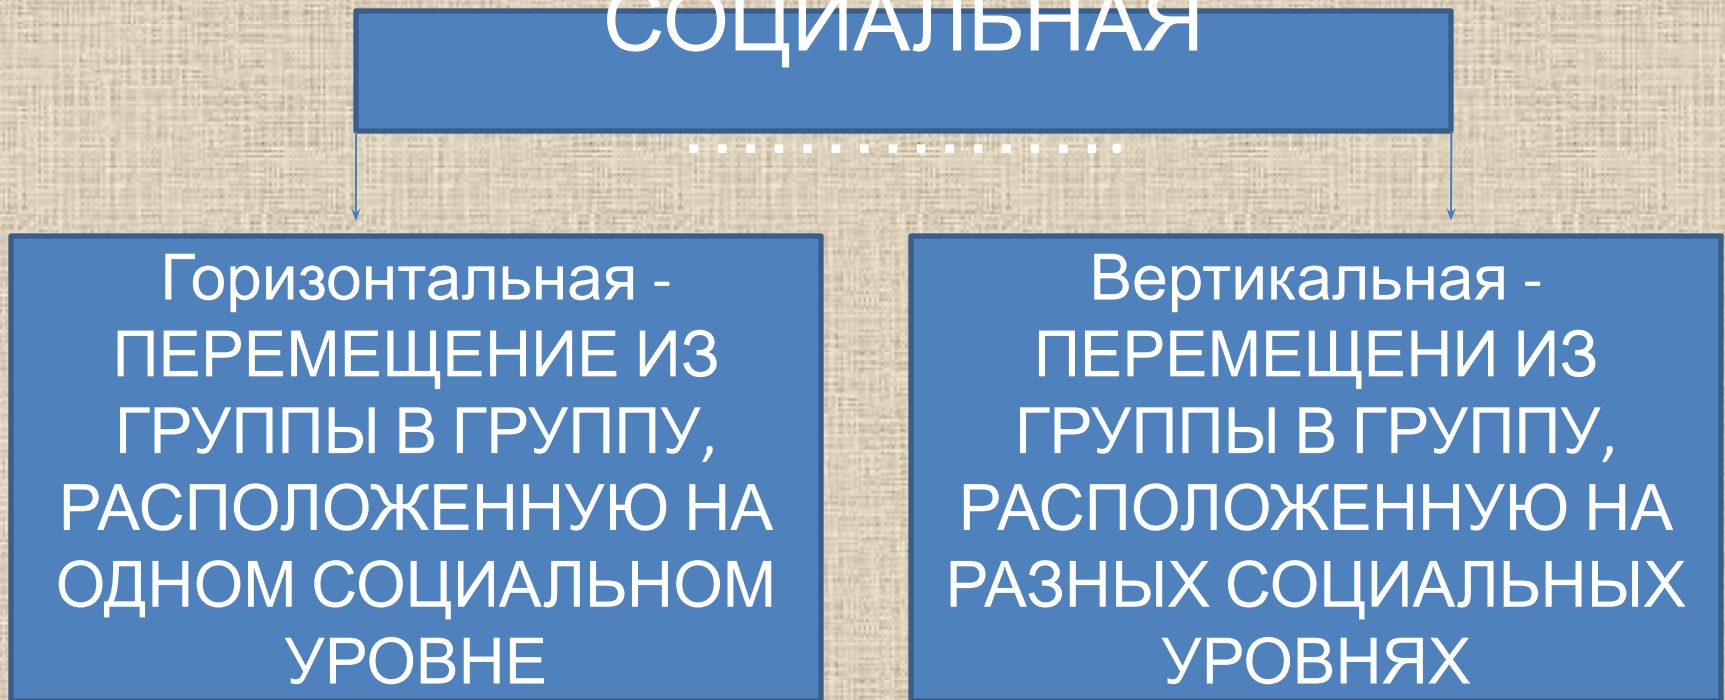 СОЦИАЛЬНАЯ
................
Горизонтальная -
ПЕРЕМЕЩЕНИЕ ИЗ
ГРУППЫ В ГРУППУ,
РАСПОЛОЖЕННУЮ НА
ОДНОМ СОЦИАЛЬНОМ
УРОВНЕ
Вертикальная -
ПЕРЕМЕЩЕНИ ИЗ
ГРУППЫ В ГРУППУ,
РАСПОЛОЖЕННУЮ НА
РАЗНЫХ СОЦИАЛЬНЫХ
УРОВНЯХ